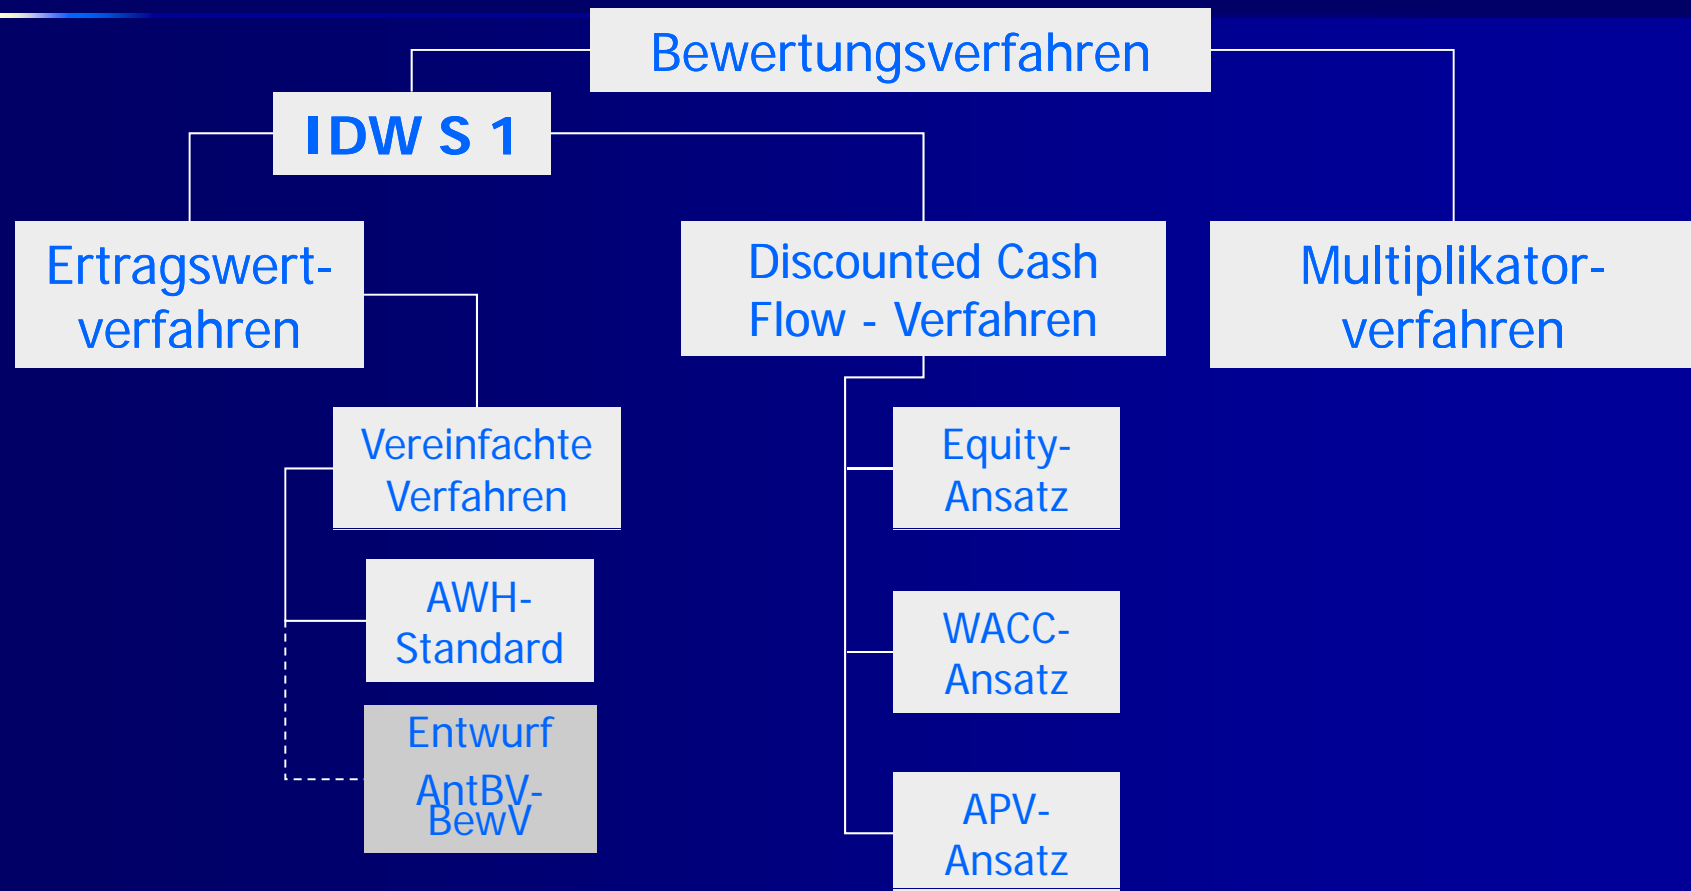 Bewertungsverfahren
IDW S 1
Ertragswert-
verfahren
Discounted Cash
Flow - Verfahren
Multiplikator-
verfahren
Vereinfachte
Verfahren
AWH-
Standard
Entwurf
AntBV-
BewV
Equity-
Ansatz
WACC-
Ansatz
APV-
Ansatz